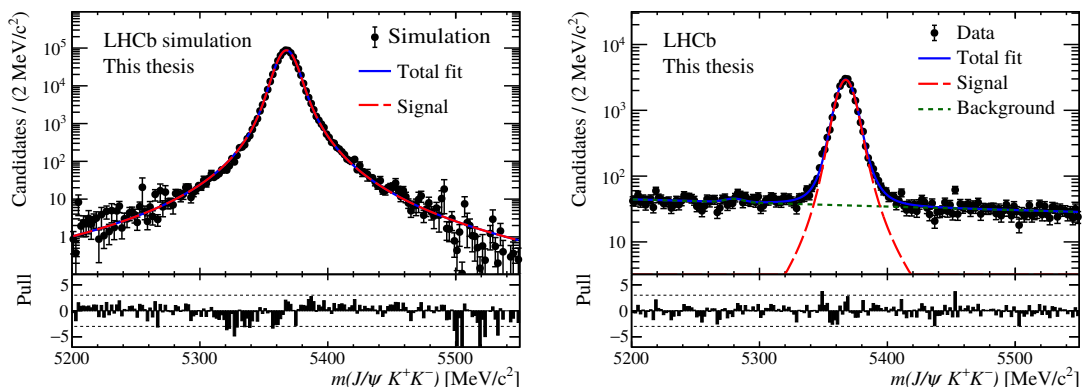 Candidates / (2 MeV/c²)
10⁵
10⁴
10³
10²
10
1
LHCb simulation
This thesis
Simulation
Total fit
Signal
Pull
5
0
−5
5200 5300 5400 5500
m(J/ψ K⁺K⁻) [MeV/c²]
Candidates / (2 MeV/c²)
10⁴
10³
10²
10
LHCb
This thesis
Data
Total fit
Signal
Background
Pull
5
0
−5
5200 5300 5400 5500
m(J/ψ K⁺K⁻) [MeV/c²]